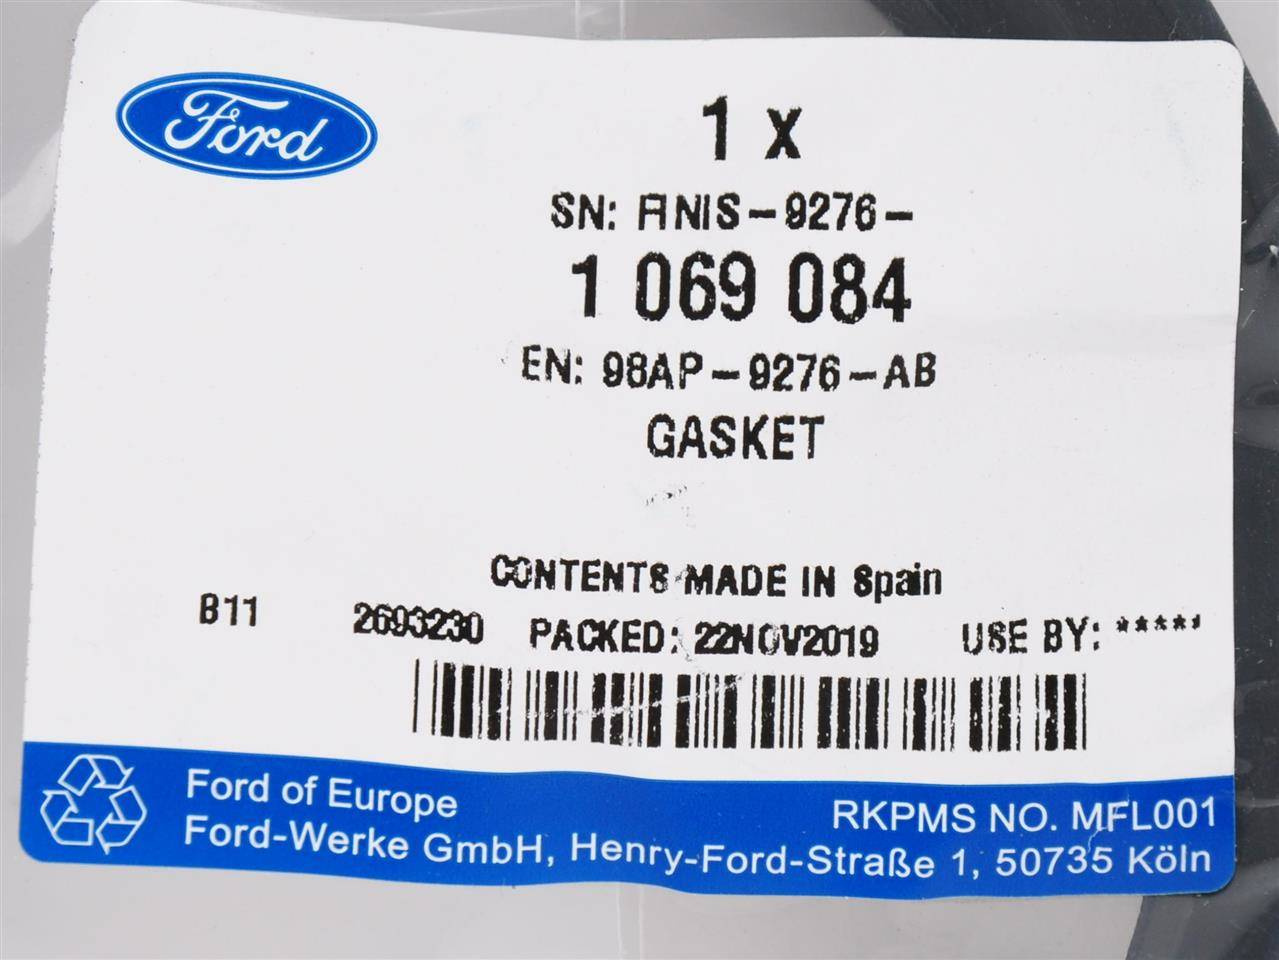 Ford
1 x
SN: FINIS-9276-
1 069 084
EN: 98AP-9276-AB
GASKET
CONTENTS MADE IN Spain
B11 2693230 PACKED: 22NOV2019 USE BY: *****
Ford of Europe
RKPMS NO. MFL001
Ford-Werke GmbH, Henry-Ford-Straße 1, 50735 Köln